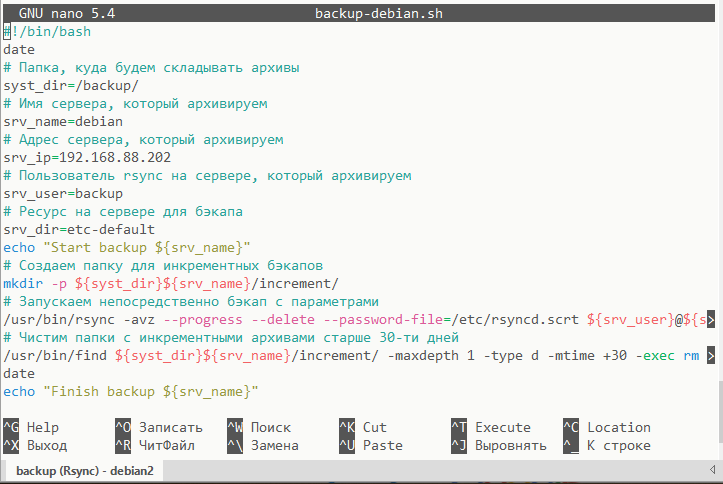 GNU nano 5.4 backup-debian.sh
#!/bin/bash
date
# Папка, куда будем складывать архивы
syst_dir=/backup/
# Имя сервера, который архивируем
srv_name=debian
# Адрес сервера, который архивируем
srv_ip=192.168.88.202
# Пользователь rsync на сервере, который архивируем
srv_user=backup
# Ресурс на сервере для бэкапа
srv_dir=etc-default
echo "Start backup ${srv_name}"
# Создаем папку для инкрементных бэкапов
mkdir -p ${syst_dir}${srv_name}/increment/
# Запускаем непосредственно бэкап с параметрами
/usr/bin/rsync -avz --progress --delete --password-file=/etc/rsyncd.scrt ${srv_user}@${s>
# Чистим папки с инкрементными архивами старше 30-ти дней
/usr/bin/find ${syst_dir}${srv_name}/increment/ -maxdepth 1 -type d -mtime +30 -exec rm >
date
echo "Finish backup ${srv_name}"
^G Help ^O Записать ^W Поиск ^K Cut ^T Execute ^C Location
^X Выход ^R ЧитФайл ^\ Замена ^U Paste ^J Выровнять ^_ К строке
backup (Rsync) - debian2